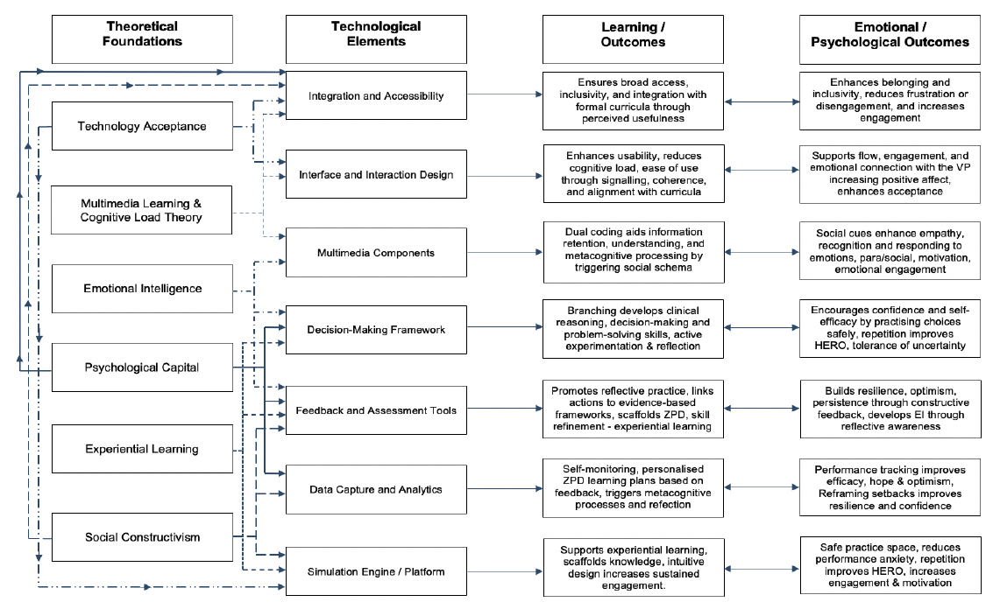 Theoretical
Foundations
Technological
Elements
Learning /
Outcomes
Emotional /
Psychological Outcomes
Technology Acceptance
Multimedia Learning &
Cognitive Load Theory
Emotional Intelligence
Psychological Capital
Experiential Learning
Social Constructivism
Integration and Accessibility
Interface and Interaction Design
Multimedia Components
Decision-Making Framework
Feedback and Assessment Tools
Data Capture and Analytics
Simulation Engine / Platform
Ensures broad access,
inclusivity, and integration with
formal curricula through
perceived usefulness
Enhances usability, reduces
cognitive load, ease of use
through signalling, coherence,
and alignment with curricula
Dual coding aids information
retention, understanding, and
metacognitive processing by
triggering social schema
Branching develops clinical
reasoning, decision-making and
problem-solving skills, active
experimentation & reflection
Promotes reflective practice, links
actions to evidence-based
frameworks, scaffolds ZPD, skill
refinement - experiential learning
Self-monitoring, personalised
ZPD learning plans based on
feedback, triggers metacognitive
processes and refection
Supports experiential learning,
scaffolds knowledge, intuitive
design increases sustained
engagement.
Enhances belonging and
inclusivity, reduces frustration or
disengagement, and increases
engagement
Supports flow, engagement, and
emotional connection with the VP
increasing positive affect,
enhances acceptance
Social cues enhance empathy,
recognition and responding to
emotions, para/social, motivation,
emotional engagement
Encourages confidence and self-
efficacy by practising choices
safely, repetition improves
HERO, tolerance of uncertainty
Builds resilience, optimism,
persistence through constructive
feedback, develops EI through
reflective awareness
Performance tracking improves
efficacy, hope & optimism,
Reframing setbacks improves
resilience and confidence
Safe practice space, reduces
performance anxiety, repetition
improves HERO, increases
engagement & motivation